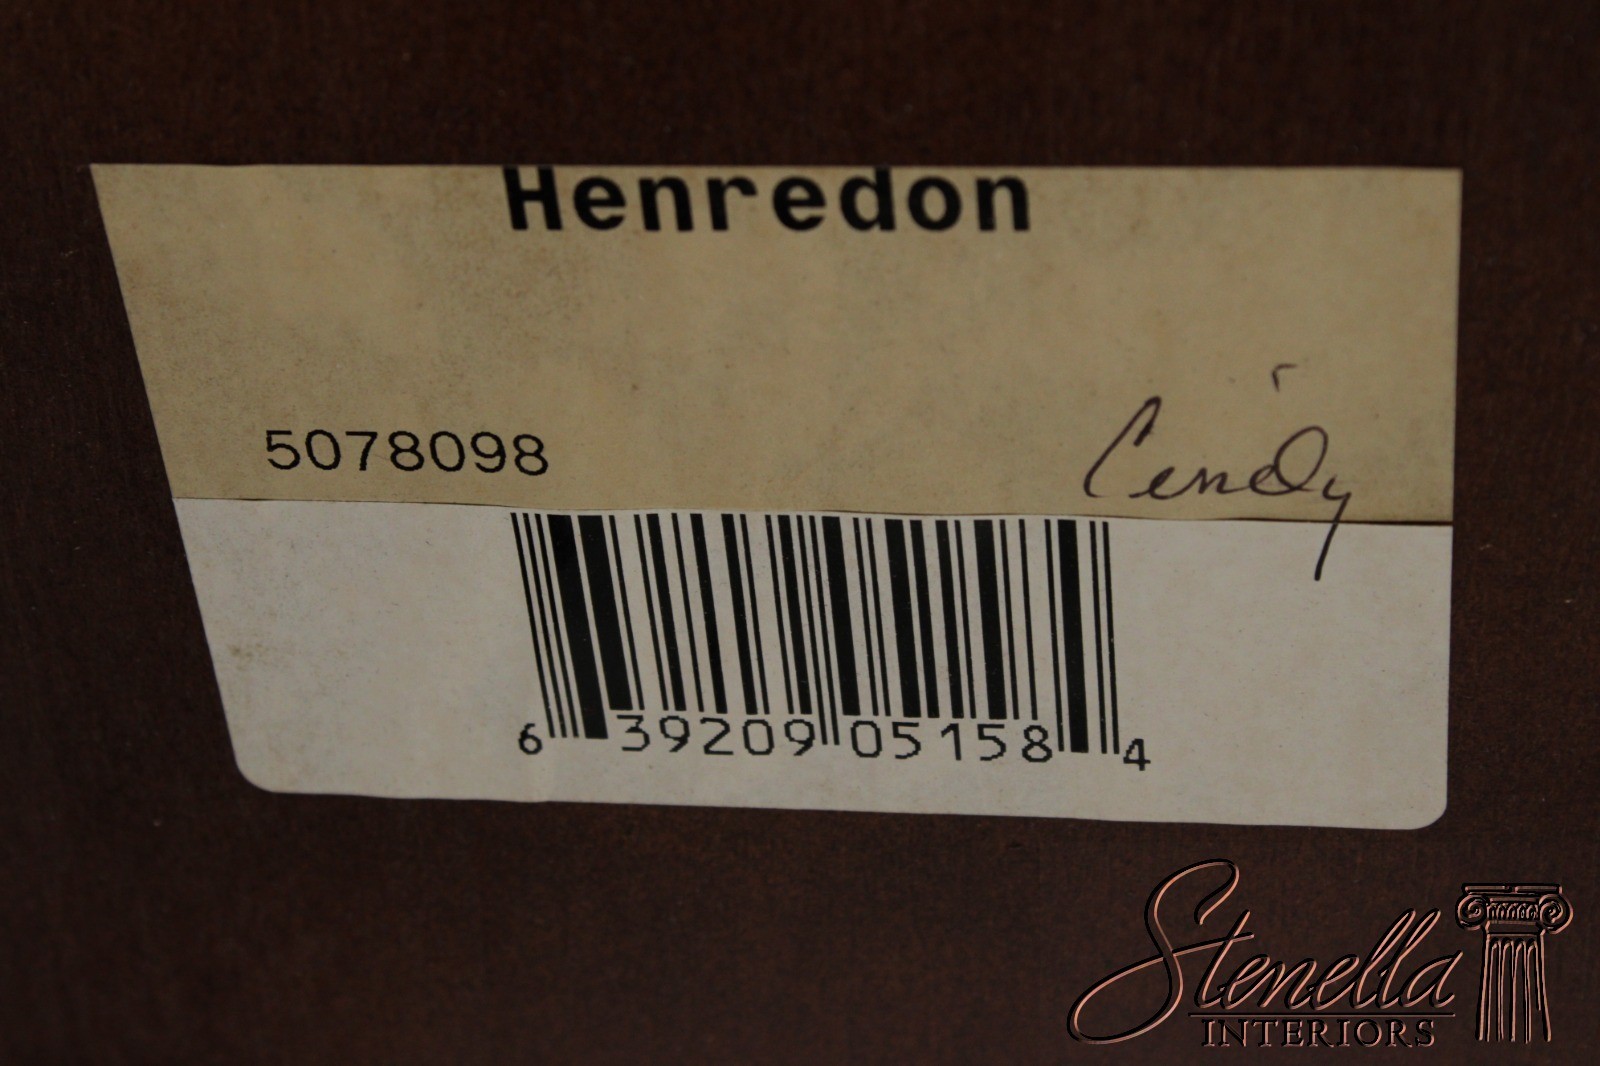 Henredon
5078098
Cindy
6 39209 05158 4
Stenella
INTERIORS